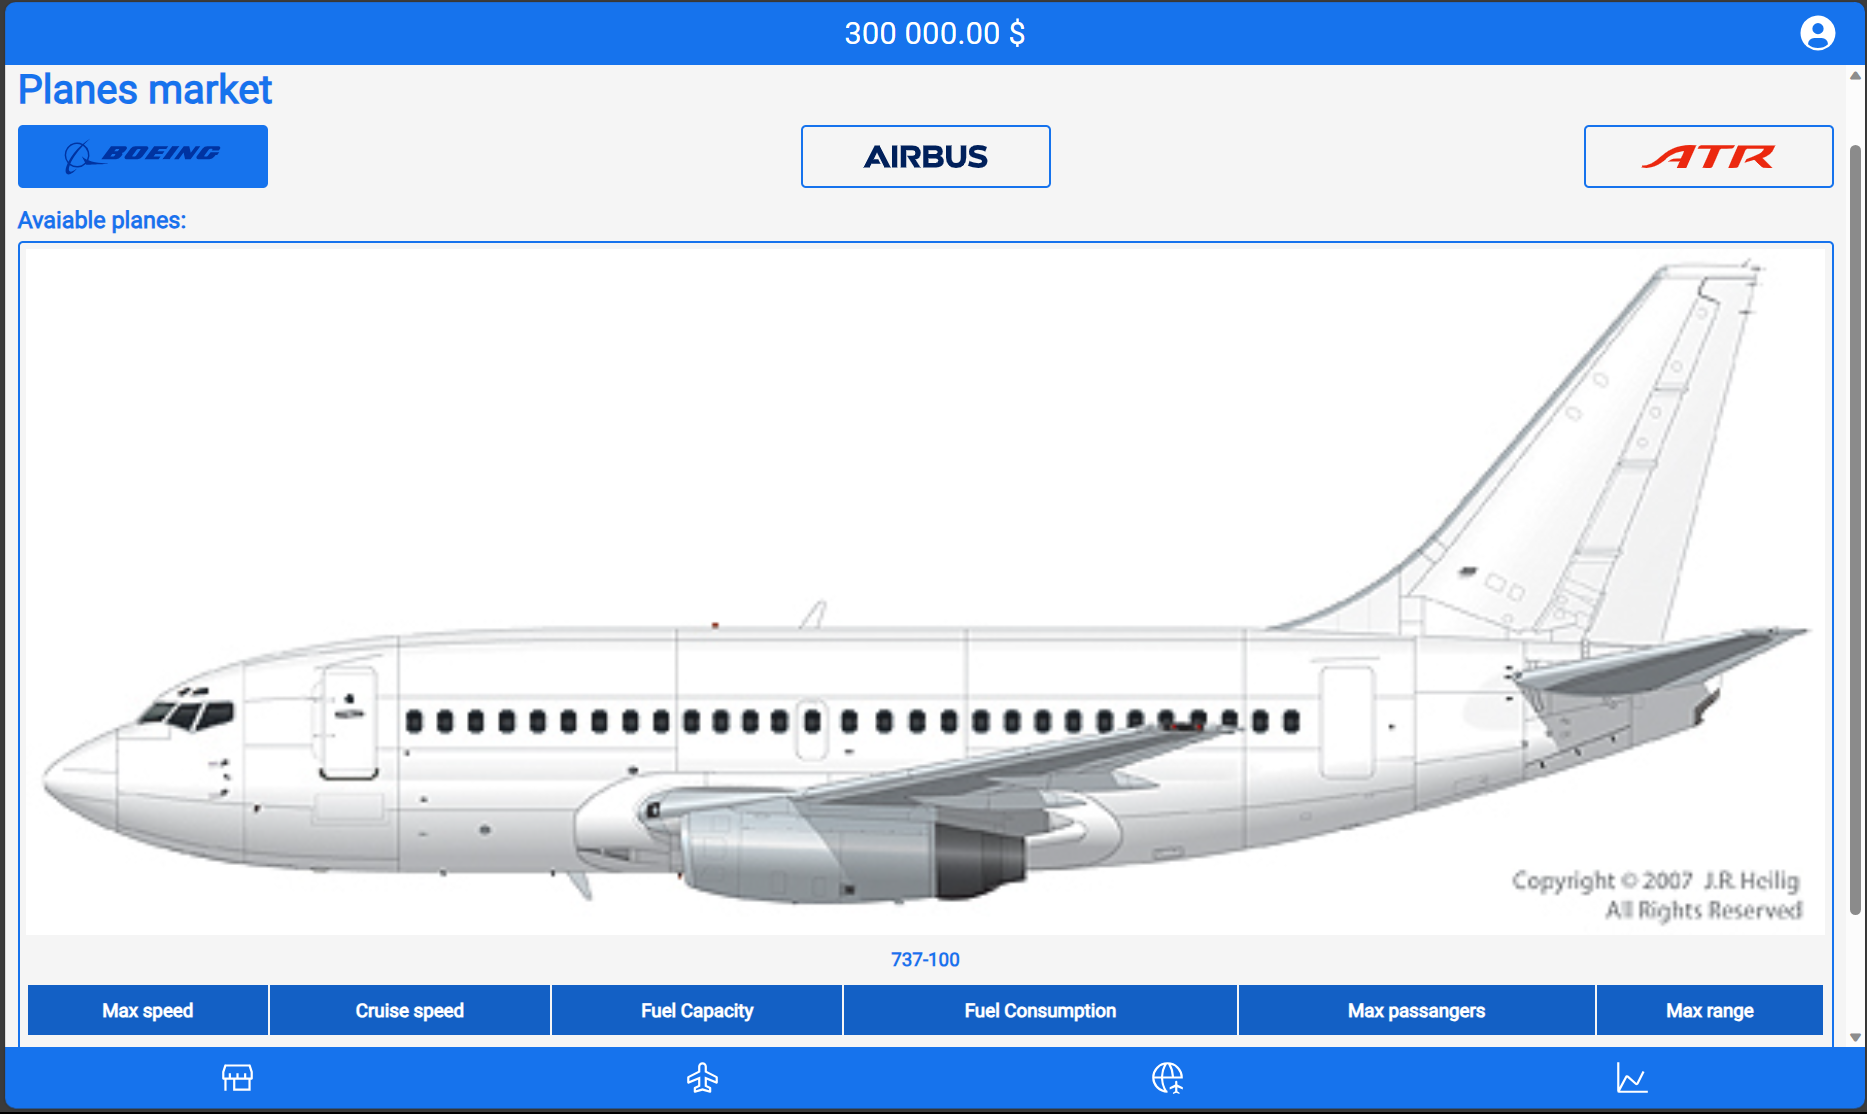 300 000.00 $
Planes market
BOEING
AIRBUS
ATR
Avaiable planes:
Copyright © 2007 J.R. Heilig
All Rights Reserved
737-100
Max speed
Cruise speed
Fuel Capacity
Fuel Consumption
Max passangers
Max range